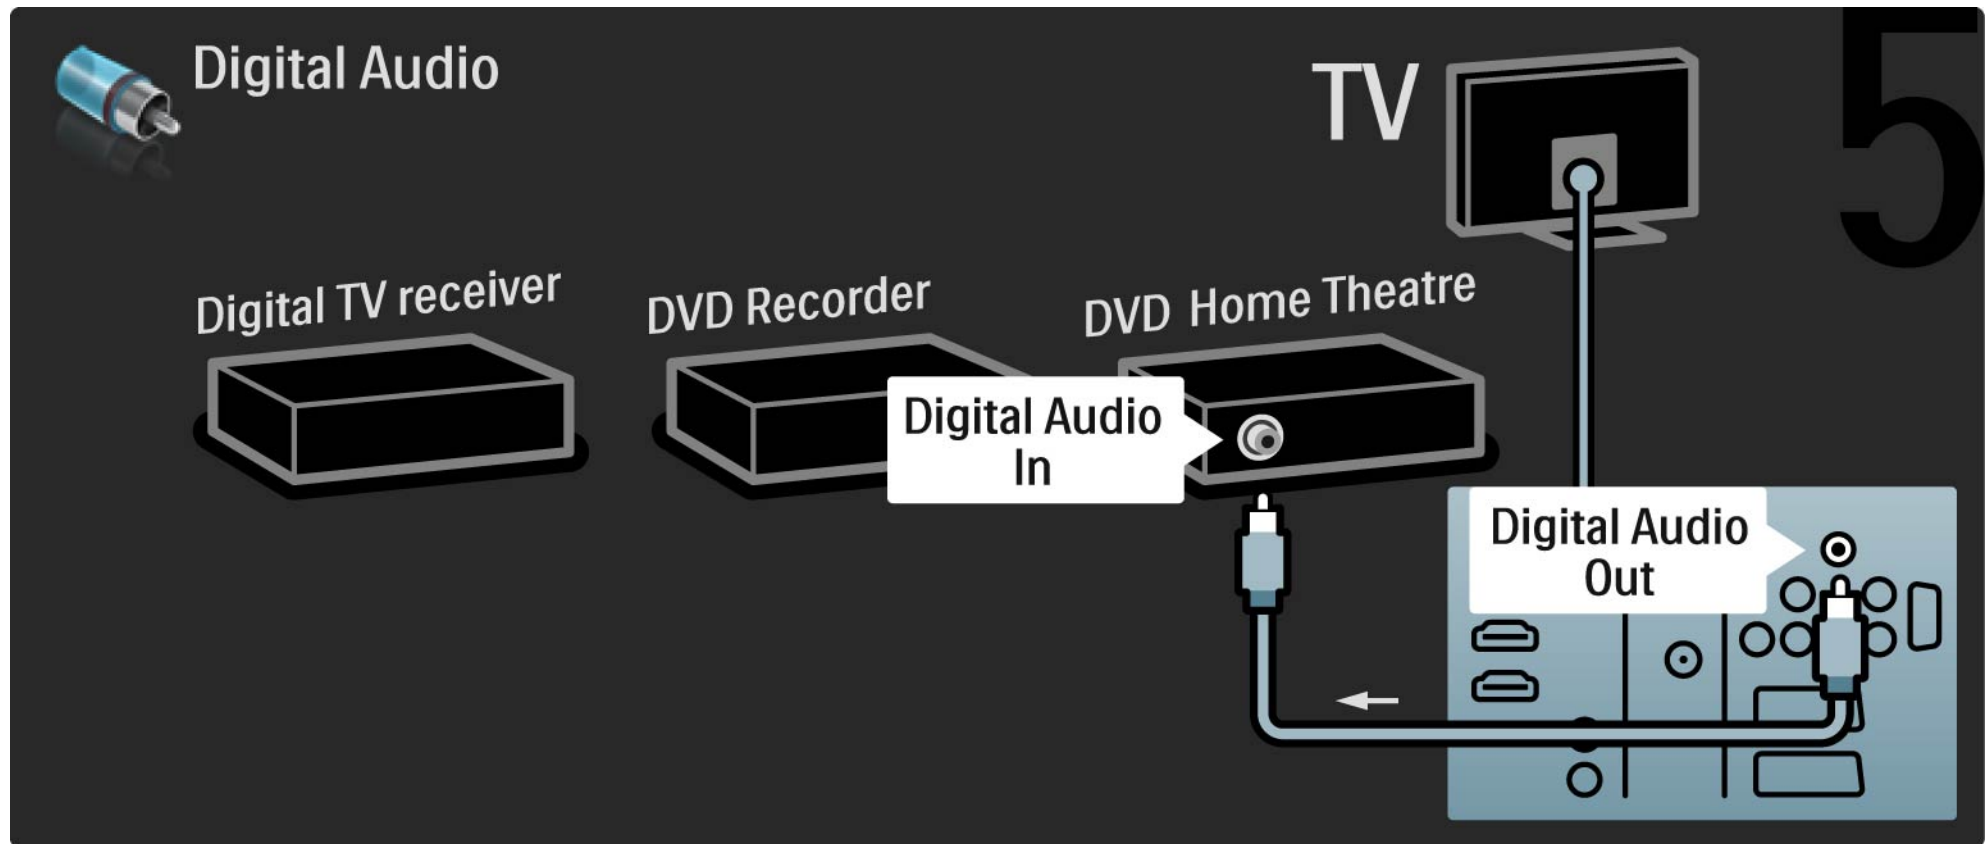 Digital Audio
TV
5
Digital TV receiver
DVD Recorder
DVD Home Theatre
Digital Audio
In
Digital Audio
Out